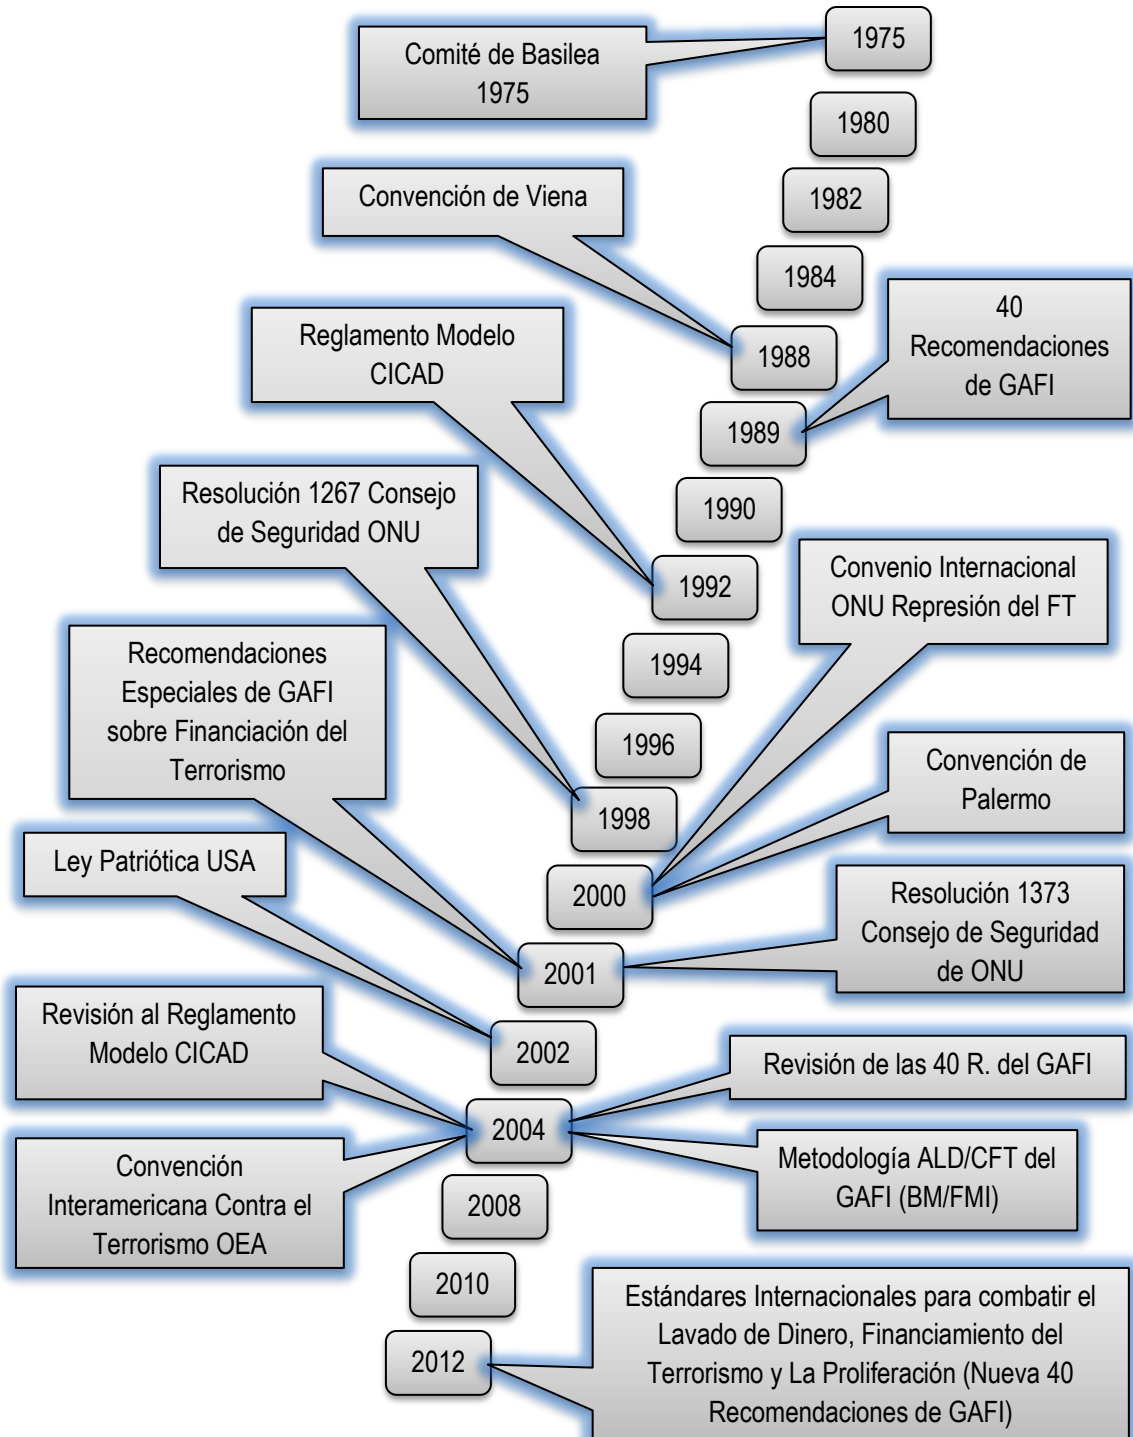 1975
Comité de Basilea
1975
1980
1982
Convención de Viena
1984
40
Recomendaciones
de GAFI
Reglamento Modelo
CICAD
1988
1989
Resolución 1267 Consejo
de Seguridad ONU
1990
Convenio Internacional
ONU Represión del FT
1992
Recomendaciones
Especiales de GAFI
sobre Financiación del
Terrorismo
1994
1996
Convención de
Palermo
1998
Ley Patriótica USA
2000
Resolución 1373
Consejo de Seguridad
de ONU
2001
Revisión al Reglamento
Modelo CICAD
2002
Revisión de las 40 R. del GAFI
2004
Convención
Interamericana Contra el
Terrorismo OEA
Metodología ALD/CFT del
GAFI (BM/FMI)
2008
2010
2012
Estándares Internacionales para combatir el
Lavado de Dinero, Financiamiento del
Terrorismo y La Proliferación (Nueva 40
Recomendaciones de GAFI)